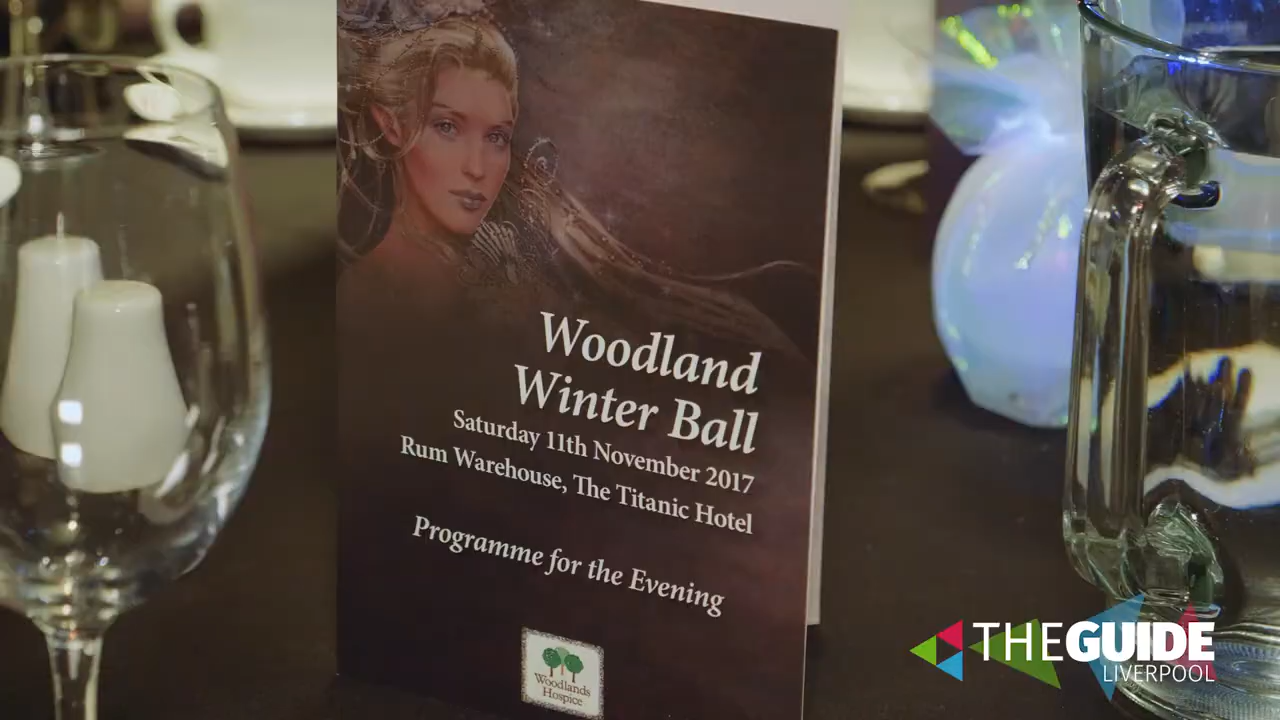 Woodland
Winter Ball
Saturday 11th November 2017
Rum Warehouse, The Titanic Hotel
Programme for the Evening
Woodlands
Hospice
THEGUIDE
LIVERPOOL